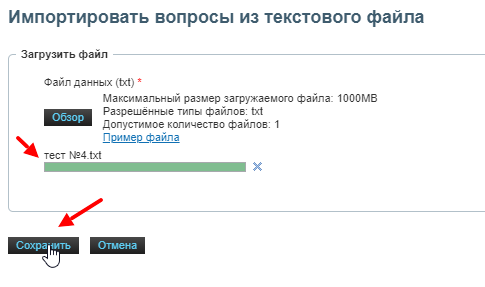 Импортировать вопросы из текстового файла
Загрузить файл
Файл данных (txt) *
Обзор
Максимальный размер загружаемого файла: 1000MB
Разрешённые типы файлов: txt
Допустимое количество файлов: 1
Пример файла
тест №4.txt
Сохранить
Отмена